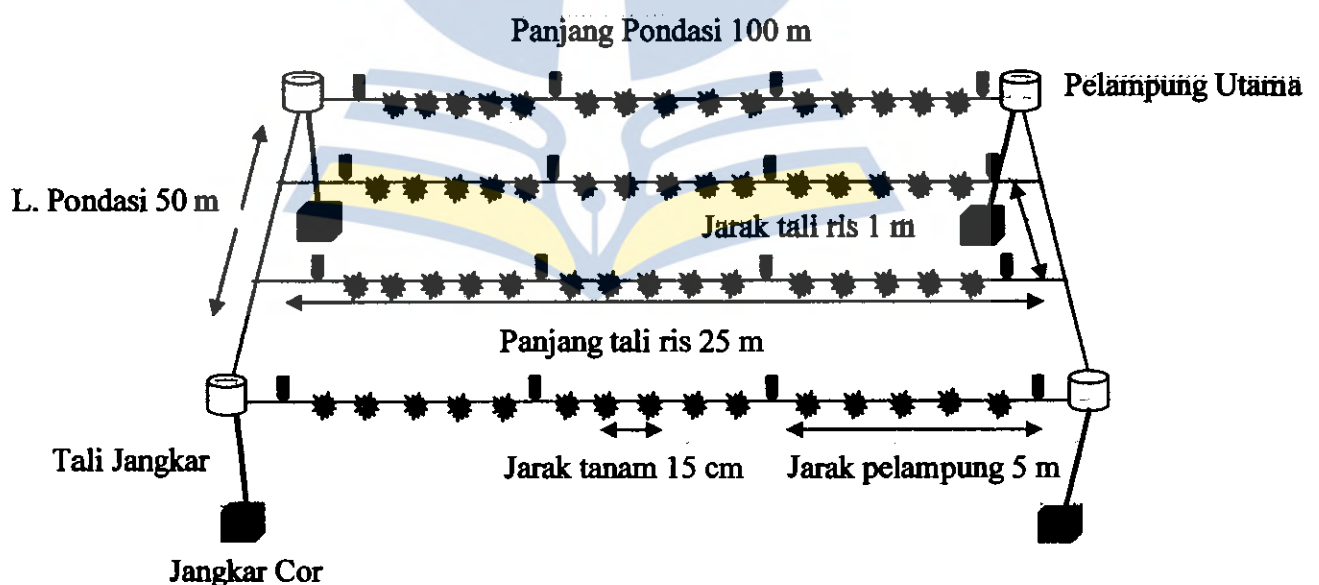 Panjang Pondasi 100 m
Pelampung Utama
L. Pondasi 50 m
Jarak tali ris 1 m
Panjang tali ris 25 m
Tali Jangkar
Jarak tanam 15 cm
Jarak pelampung 5 m
Jangkar Cor